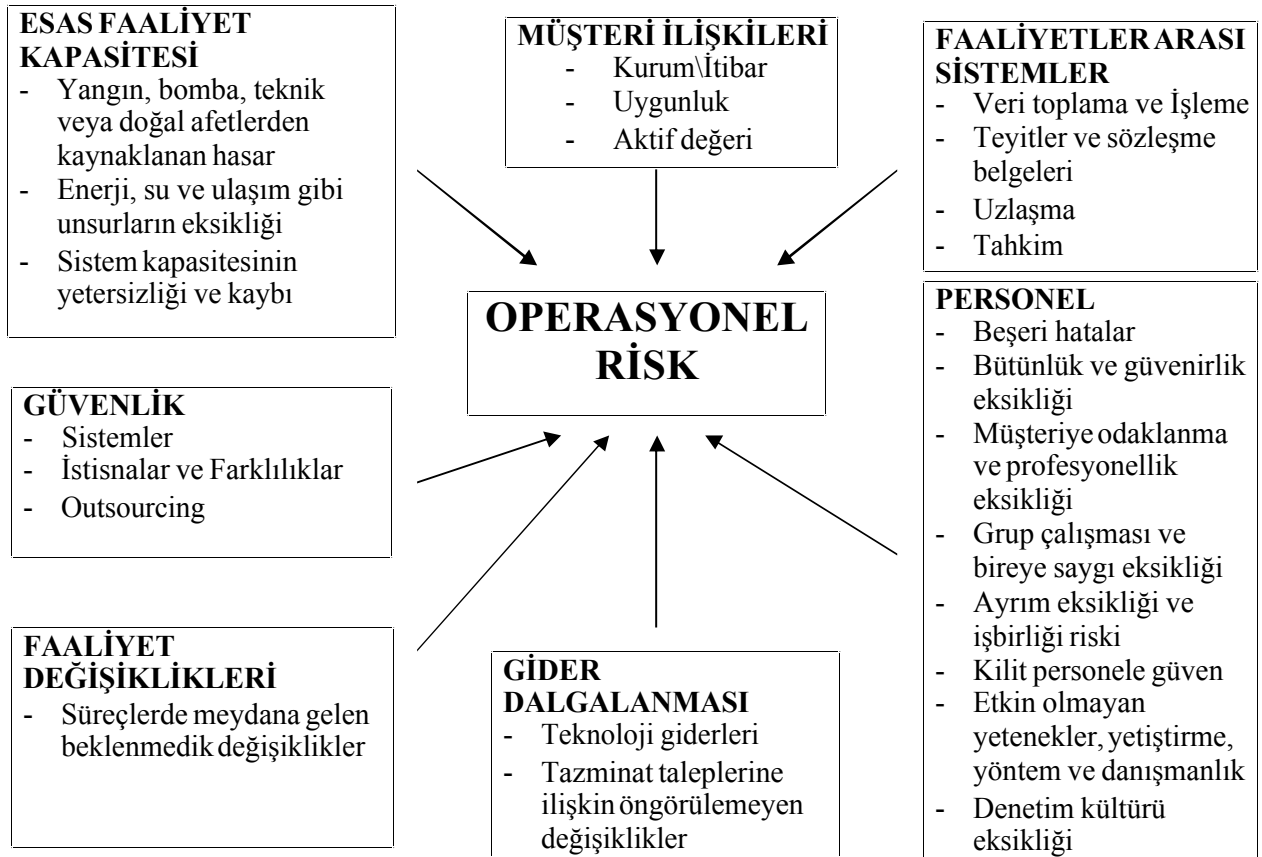 ESAS FAALİYET
KAPASİTESİ
- Yangın, bomba, teknik
veya doğal afetlerden
kaynaklanan hasar
- Enerji, su ve ulaşım gibi
unsurların eksikliği
- Sistem kapasitesinin
yetersizliği ve kaybı
MÜŞTERİ İLİŞKİLERİ
- Kurum\İtibar
- Uygunluk
- Aktif değeri
FAALİYETLER ARASI
SİSTEMLER
- Veri toplama ve İşleme
- Teyitler ve sözleşme
belgeleri
- Uzlaşma
- Tahkim
OPERASYONEL
RİSK
GÜVENLİK
- Sistemler
- İstisnalar ve Farklılıklar
- Outsourcing
PERSONEL
- Beşeri hatalar
- Bütünlük ve güvenirlik
eksikliği
- Müşteriye odaklanma
ve profesyonellik
eksikliği
- Grup çalışması ve
bireye saygı eksikliği
- Ayrım eksikliği ve
işbirliği riski
- Kilit personele güven
- Etkin olmayan
yetenekler, yetiştirme,
yöntem ve danışmanlık
- Denetim kültürü
eksikliği
FAALİYET
DEĞİŞİKLİKLERİ
- Süreçlerde meydana gelen
beklenmedik değişiklikler
GİDER
DALGALANMASI
- Teknoloji giderleri
- Tazminat taleplerine
ilişkin öngörülemeyen
değişiklikler